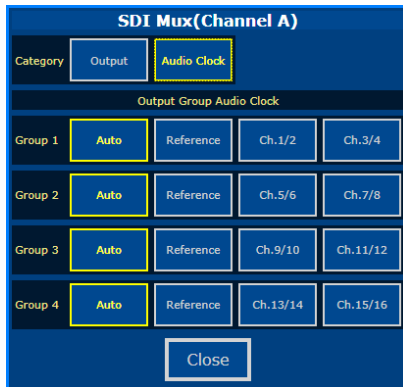 SDI Mux(Channel A)
Category Output Audio Clock
Output Group Audio Clock
Group 1 Auto Reference Ch.1/2 Ch.3/4
Group 2 Auto Reference Ch.5/6 Ch.7/8
Group 3 Auto Reference Ch.9/10 Ch.11/12
Group 4 Auto Reference Ch.13/14 Ch.15/16
Close